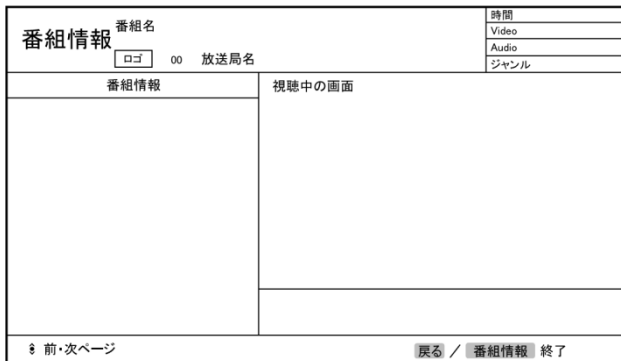 番組情報
番組名
ロゴ 00 放送局名
時間
Video
Audio
ジャンル
番組情報
視聴中の画面
前・次ページ
戻る / 番組情報 終了